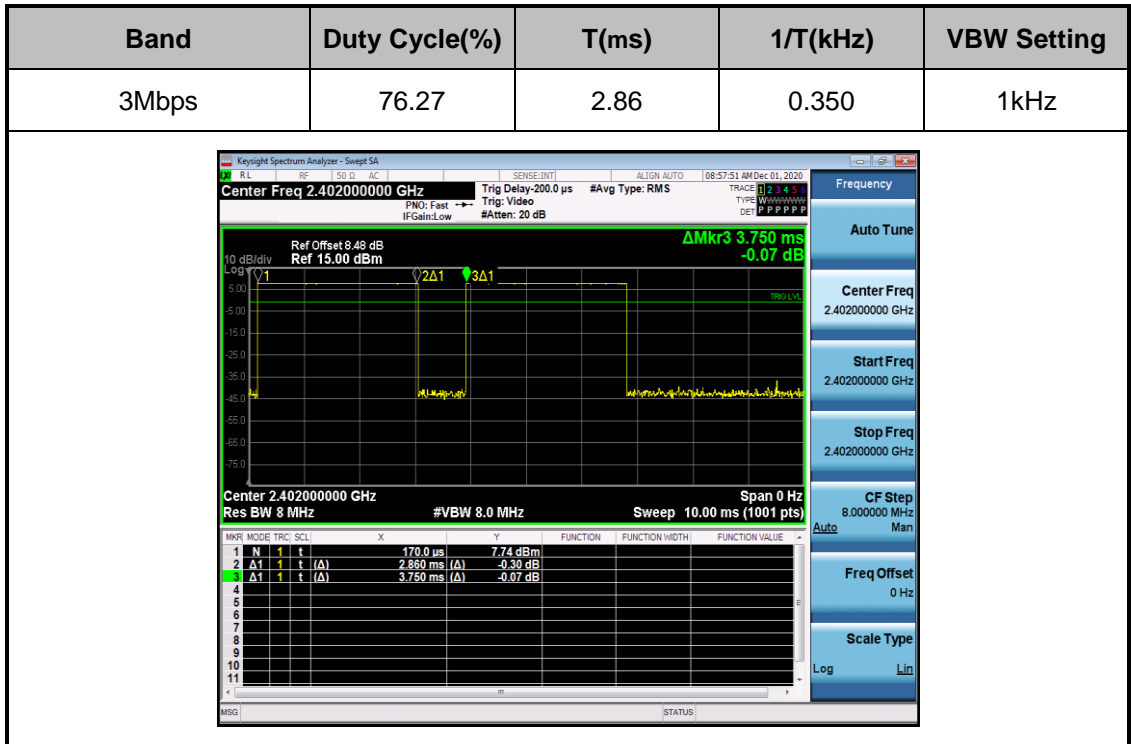 Band Duty Cycle(%) T(ms) 1/T(kHz) VBW Setting
3Mbps 76.27 2.86 0.350 1kHz
Keysight Spectrum Analyzer - Swept SA
RL RF 50 Ω AC SENSE:INT ALIGN AUTO 08:57:51 AM Dec 01, 2020
Center Freq 2.402000000 GHz Trig Delay-200.0 µs #Avg Type: RMS TRACE 1 2 3 4 5 6
PNO: Fast Trig: Video TYPE WWWWWW
IFGain:Low #Atten: 20 dB DET P P P P P P
Frequency
Auto Tune
ΔMkr3 3.750 ms
-0.07 dB
Ref Offset 8.48 dB
10 dB/div Ref 15.00 dBm
Log
1 2Δ1 3Δ1
5.00
TRIG LVL
-5.00
-15.0
-25.0
-35.0
-45.0
-55.0
-65.0
-75.0
Center 2.402000000 GHz Span 0 Hz
Res BW 8 MHz #VBW 8.0 MHz Sweep 10.00 ms (1001 pts)
Center Freq
2.402000000 GHz
Start Freq
2.402000000 GHz
Stop Freq
2.402000000 GHz
CF Step
8.000000 MHz
Auto Man
Freq Offset
0 Hz
Scale Type
Log Lin
MKR MODE TRC SCL X Y FUNCTION FUNCTION WIDTH FUNCTION VALUE
1 N 1 t 170.0 µs 7.74 dBm
2 Δ1 1 t (Δ) 2.860 ms (Δ) -0.30 dB
3 Δ1 1 t (Δ) 3.750 ms (Δ) -0.07 dB
4
5
6
7
8
9
10
11
MSG STATUS